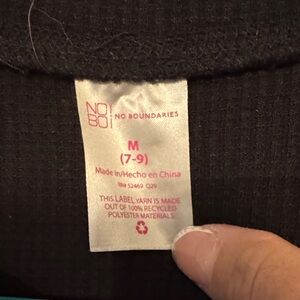 NO
BO
NO BOUNDARIES
M
(7-9)
Made in/Hecho en China
52469
THIS LABEL YARN IS MADE
OUT OF 100% RECYCLED
POLYESTER MATERIALS